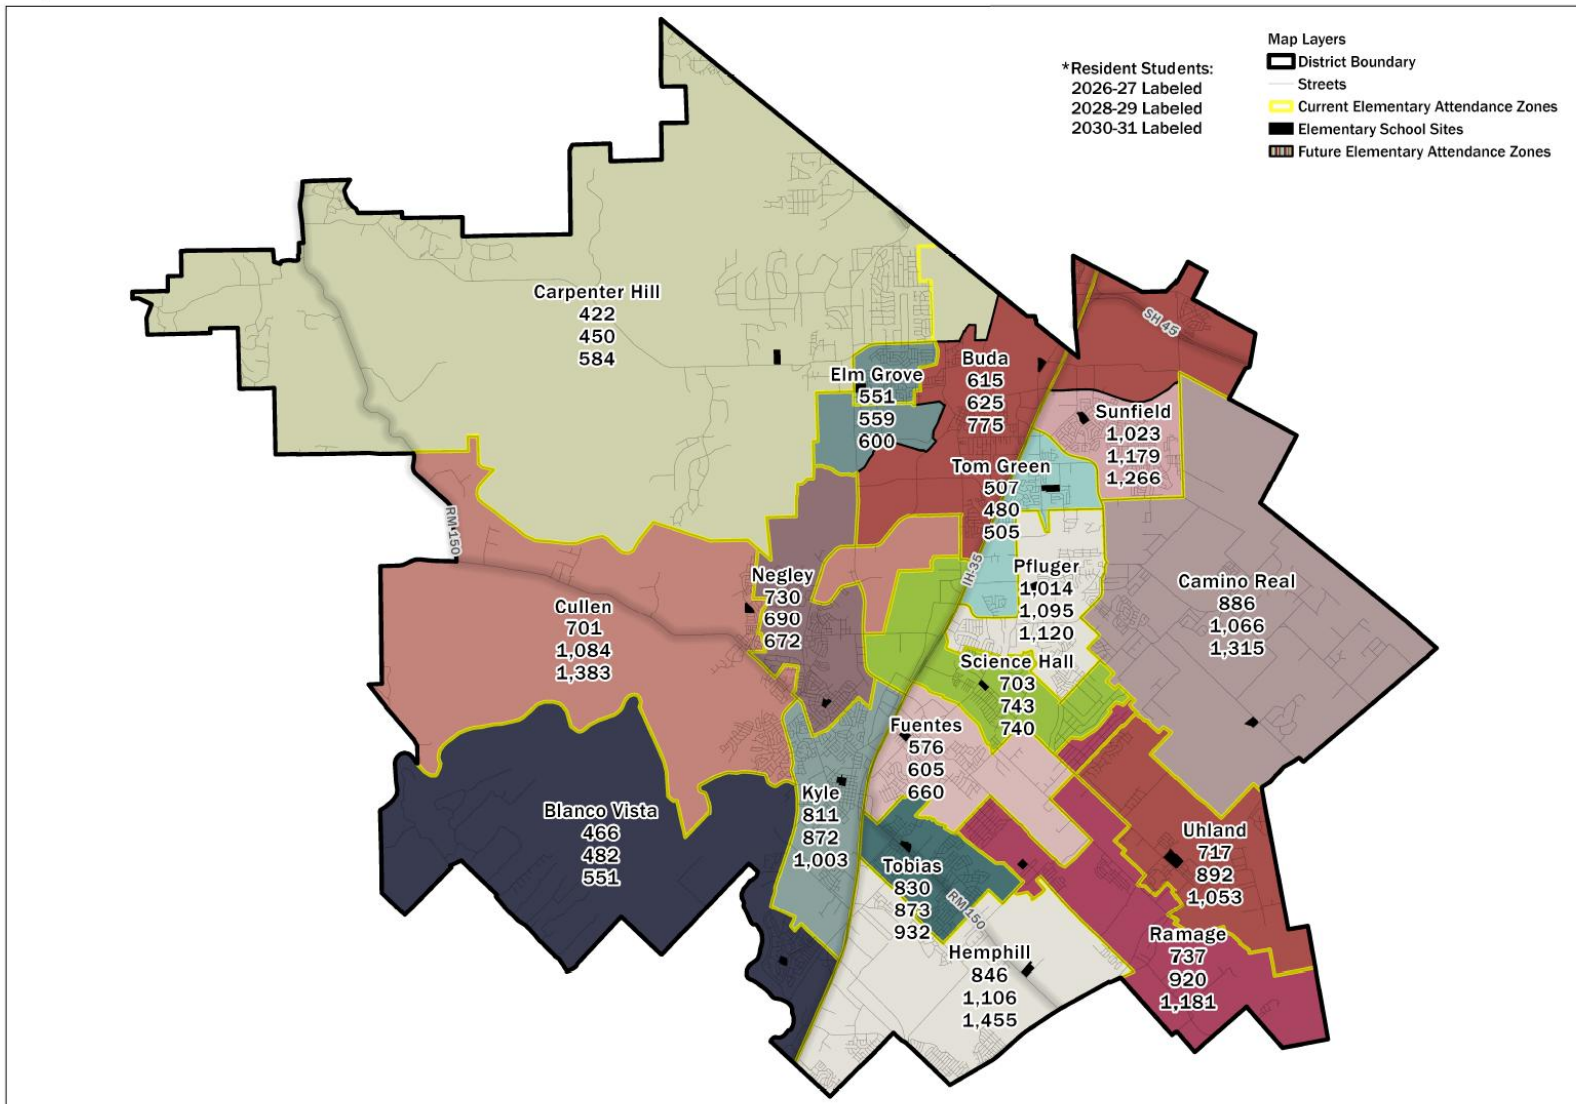 *Resident Students:
2026-27 Labeled
2028-29 Labeled
2030-31 Labeled
Map Layers
District Boundary
Streets
Current Elementary Attendance Zones
Elementary School Sites
Future Elementary Attendance Zones
SH 45
Carpenter Hill
422
450
584
Elm Grove
551
559
600
Buda
615
625
775
Sunfield
1,023
1,179
1,266
Tom Green
507
480
505
RM 150
IH-35
Pfluger
1,014
1,095
1,120
Negley
730
690
672
Camino Real
886
1,066
1,315
Cullen
701
1,084
1,383
Science Hall
703
743
740
Fuentes
576
605
660
Kyle
811
872
1,003
Blanco Vista
466
482
551
Uhland
717
892
1,053
Tobias
830
873
932
RM 150
Hemphill
846
1,106
1,455
Ramage
737
920
1,181